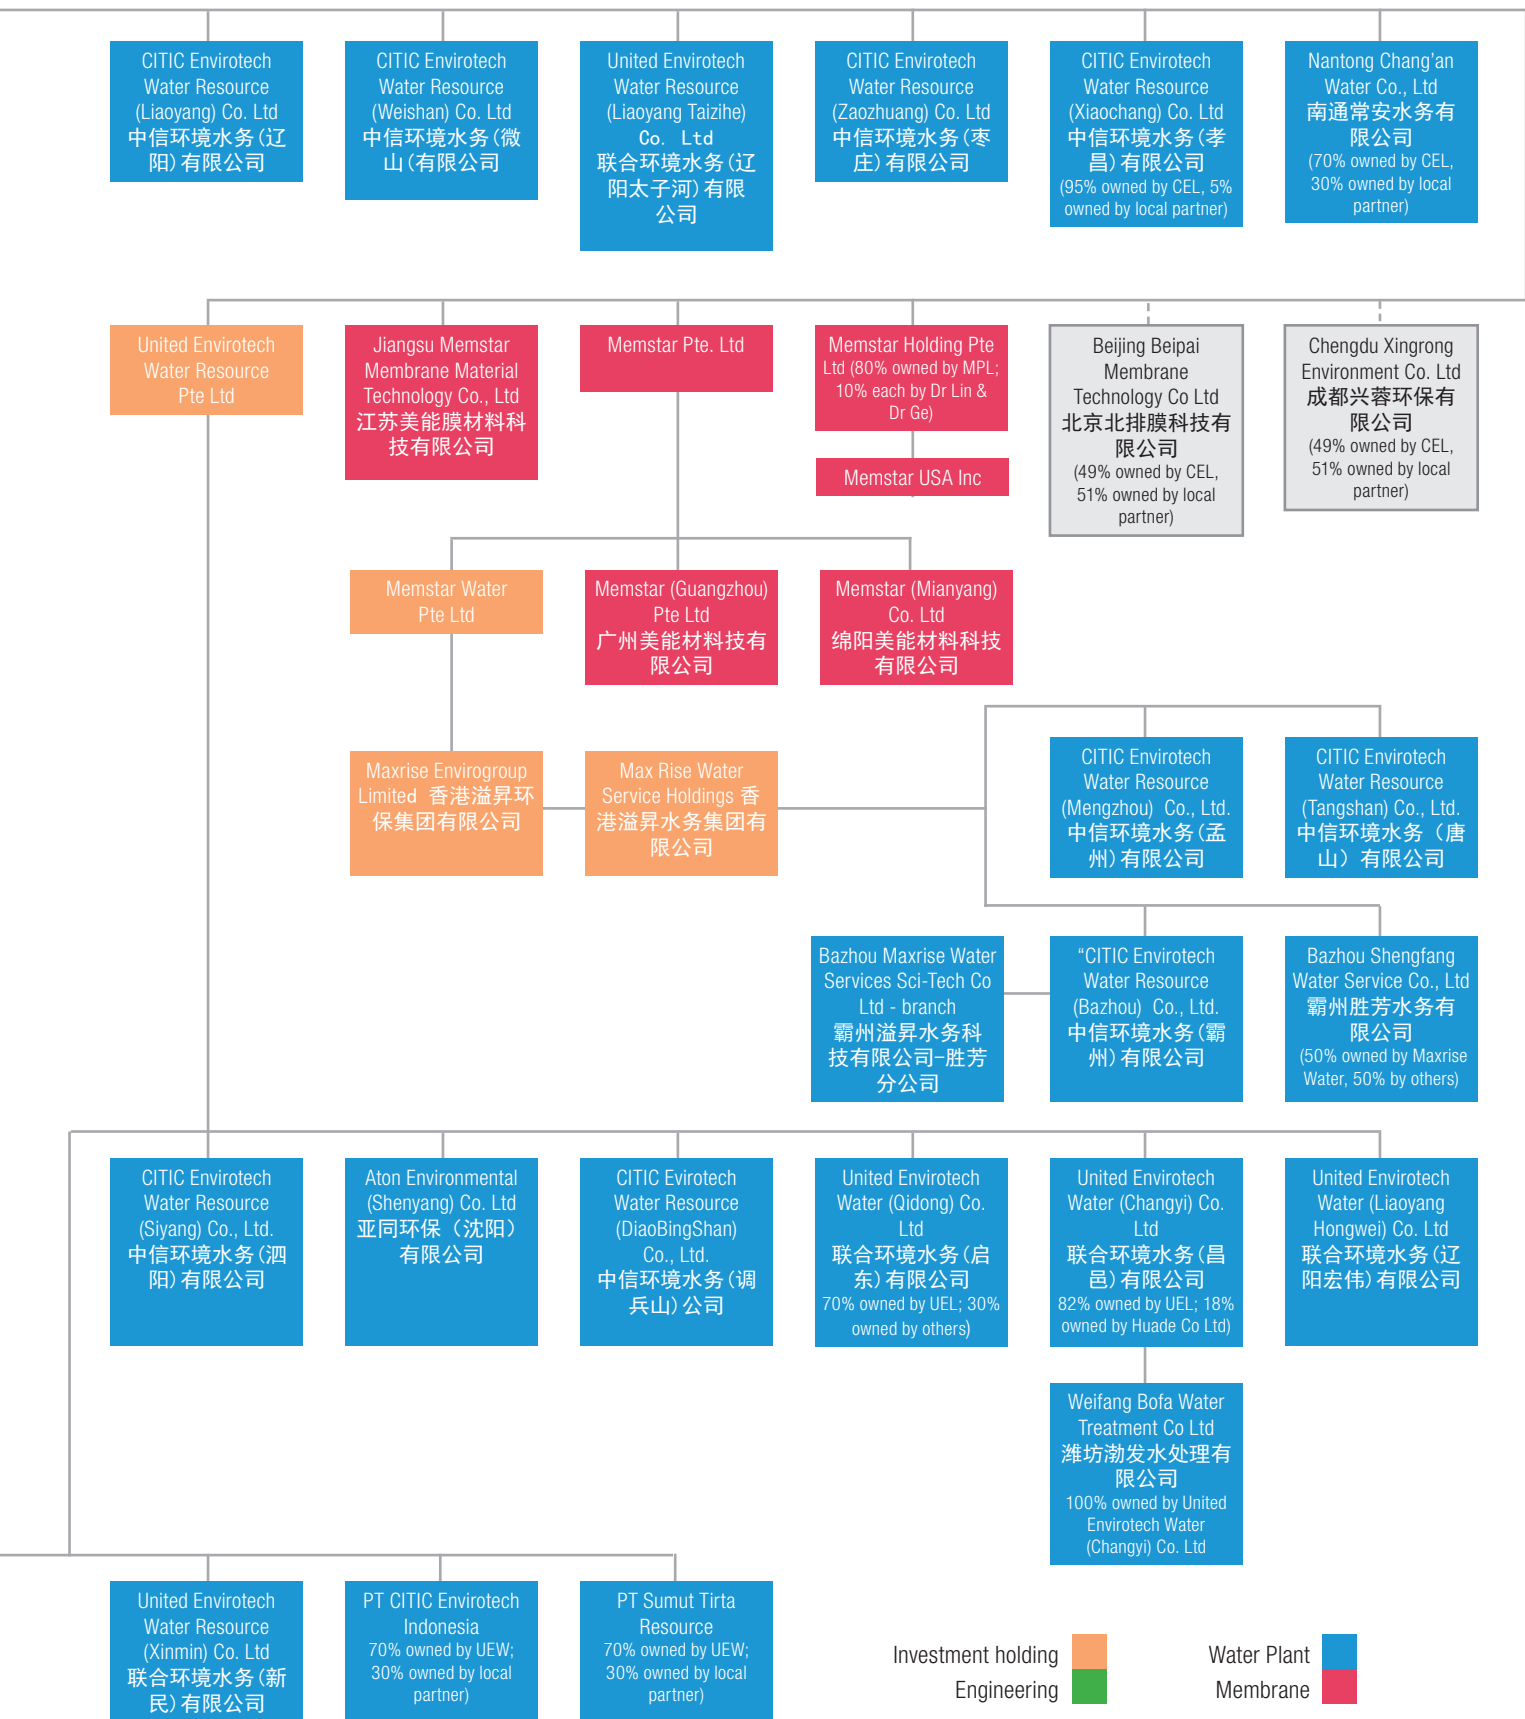 CITIC Envirotech
Water Resource
(Liaoyang) Co. Ltd
中信环境水务(辽
阳)有限公司
CITIC Envirotech
Water Resource
(Weishan) Co. Ltd
中信环境水务(微
山(有限公司
United Envirotech
Water Resource
(Liaoyang Taizihe)
Co. Ltd
联合环境水务(辽
阳太子河)有限
公司
CITIC Envirotech
Water Resource
(Zaozhuang) Co. Ltd
中信环境水务(枣
庄)有限公司
CITIC Envirotech
Water Resource
(Xiaochang) Co. Ltd
中信环境水务(孝
昌)有限公司
(95% owned by CEL, 5%
owned by local partner)
Nantong Chang'an
Water Co., Ltd
南通常安水务有
限公司
(70% owned by CEL,
30% owned by local
partner)
United Envirotech
Water Resource
Pte Ltd
Jiangsu Memstar
Membrane Material
Technology Co., Ltd
江苏美能膜材料科
技有限公司
Memstar Pte. Ltd
Memstar Holding Pte
Ltd (80% owned by MPL;
10% each by Dr Lin &
Dr Ge)
Memstar USA Inc
Beijing Beipai
Membrane
Technology Co Ltd
北京北排膜科技有
限公司
(49% owned by CEL,
51% owned by local
partner)
Chengdu Xingrong
Environment Co. Ltd
成都兴蓉环保有
限公司
(49% owned by CEL,
51% owned by local
partner)
Memstar Water
Pte Ltd
Memstar (Guangzhou)
Pte Ltd
广州美能材料科技有
限公司
Memstar (Mianyang)
Co. Ltd
绵阳美能材料科技
有限公司
Maxrise Envirogroup
Limited 香港溢昇环
保集团有限公司
Max Rise Water
Service Holdings 香
港溢昇水务集团有
限公司
CITIC Envirotech
Water Resource
(Mengzhou) Co., Ltd.
中信环境水务(孟
州)有限公司
CITIC Envirotech
Water Resource
(Tangshan) Co., Ltd.
中信环境水务（唐
山）有限公司
Bazhou Maxrise Water
Services Sci-Tech Co
Ltd - branch
霸州溢昇水务科
技有限公司-胜芳
分公司
“CITIC Envirotech
Water Resource
(Bazhou) Co., Ltd.
中信环境水务(霸
州)有限公司
Bazhou Shengfang
Water Service Co., Ltd
霸州胜芳水务有
限公司
(50% owned by Maxrise
Water, 50% by others)
CITIC Envirotech
Water Resource
(Siyang) Co., Ltd.
中信环境水务(泗
阳)有限公司
Aton Environmental
(Shenyang) Co. Ltd
亚同环保（沈阳）
有限公司
CITIC Evirotech
Water Resource
(DiaoBingShan)
Co., Ltd.
中信环境水务(调
兵山)公司
United Envirotech
Water (Qidong) Co.
Ltd
联合环境水务(启
东)有限公司
70% owned by UEL; 30%
owned by others)
United Envirotech
Water (Changyi) Co.
Ltd
联合环境水务(昌
邑)有限公司
82% owned by UEL; 18%
owned by Huade Co Ltd)
United Envirotech
Water (Liaoyang
Hongwei) Co. Ltd
联合环境水务(辽
阳宏伟)有限公司
Weifang Bofa Water
Treatment Co Ltd
潍坊渤发水处理有
限公司
100% owned by United
Envirotech Water
(Changyi) Co. Ltd
United Envirotech
Water Resource
(Xinmin) Co. Ltd
联合环境水务(新
民)有限公司
PT CITIC Envirotech
Indonesia
70% owned by UEW;
30% owned by local
partner)
PT Sumut Tirta
Resource
70% owned by UEW;
30% owned by local
partner)
Investment holding
Engineering
Water Plant
Membrane